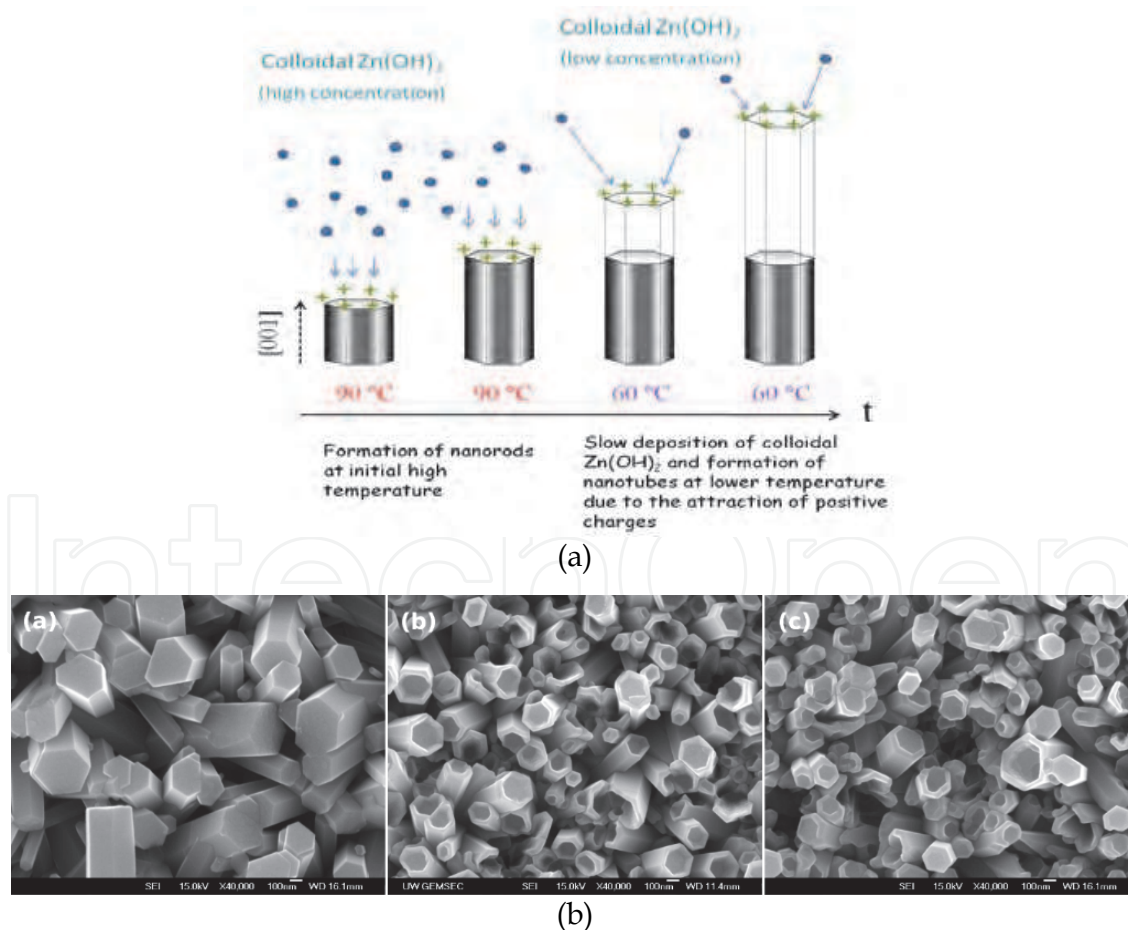 Colloidal Zn(OH)2
(high concentration)
Colloidal Zn(OH)2
(low concentration)
[001]
90 °C
90 °C
60 °C
60 °C
t
Formation of nanorods
at initial high
temperature
Slow deposition of colloidal
Zn(OH)2 and formation of
nanotubes at lower temperature
due to the attraction of positive
charges
(a)
IntechOpen
(a)
(b)
(c)
SEI 15.0kV X40,000 100nm WD 16.1mm
UW GEMSEC SEI 15.0kV X40,000 100nm WD 11.4mm
SEI 15.0kV X40,000 100nm WD 16.1mm
(b)